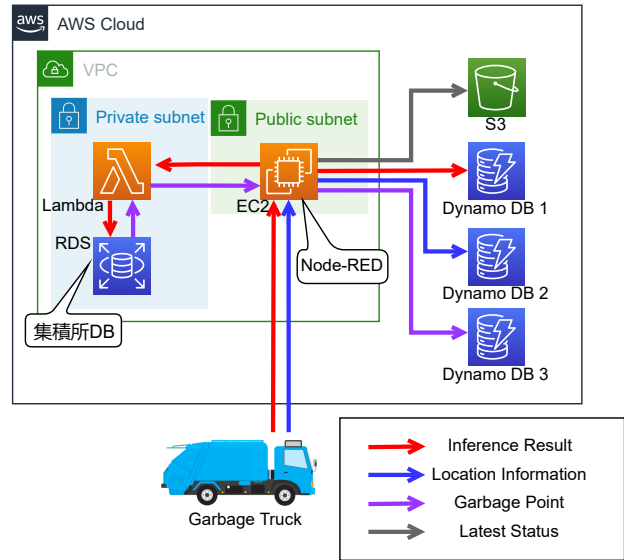 aws
AWS Cloud
VPC
Private subnet
Public subnet
S3
Lambda
EC2
Dynamo DB 1
RDS
Node-RED
Dynamo DB 2
集積所DB
Dynamo DB 3
Garbage Truck
Inference Result
Location Information
Garbage Point
Latest Status